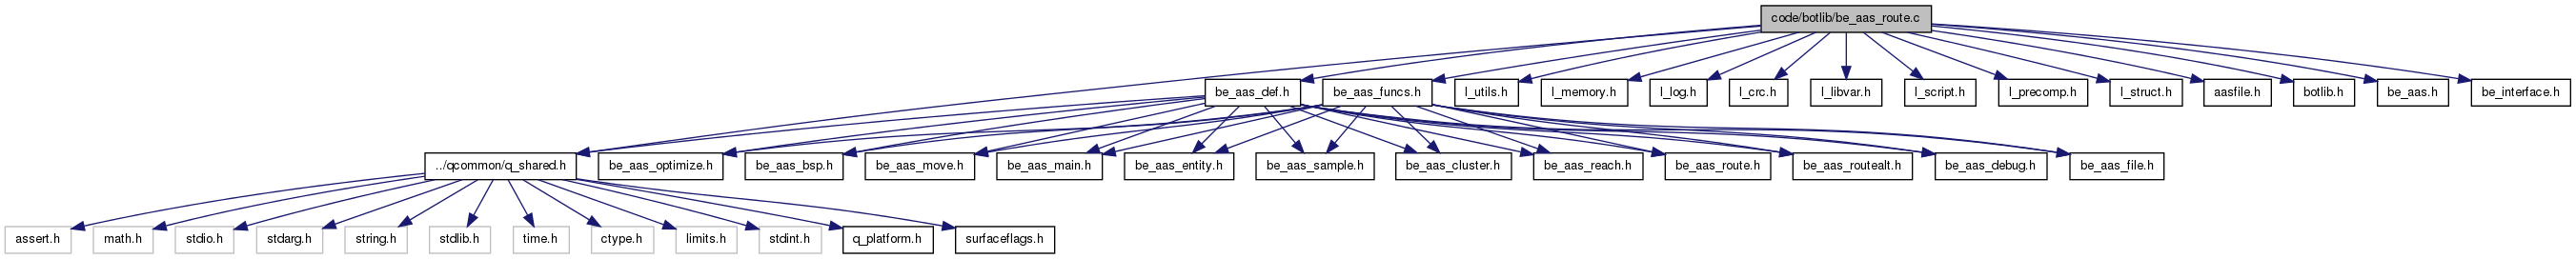 code/botlib/be_aas_route.c
be_aas_def.h
be_aas_funcs.h
l_utils.h
l_memory.h
l_log.h
l_crc.h
l_libvar.h
l_script.h
l_precomp.h
l_struct.h
aasfile.h
botlib.h
be_aas.h
be_interface.h
../qcommon/q_shared.h
be_aas_optimize.h
be_aas_bsp.h
be_aas_move.h
be_aas_main.h
be_aas_entity.h
be_aas_sample.h
be_aas_cluster.h
be_aas_reach.h
be_aas_route.h
be_aas_routealt.h
be_aas_debug.h
be_aas_file.h
assert.h
math.h
stdio.h
stdarg.h
string.h
stdlib.h
time.h
ctype.h
limits.h
stdint.h
q_platform.h
surfaceflags.h